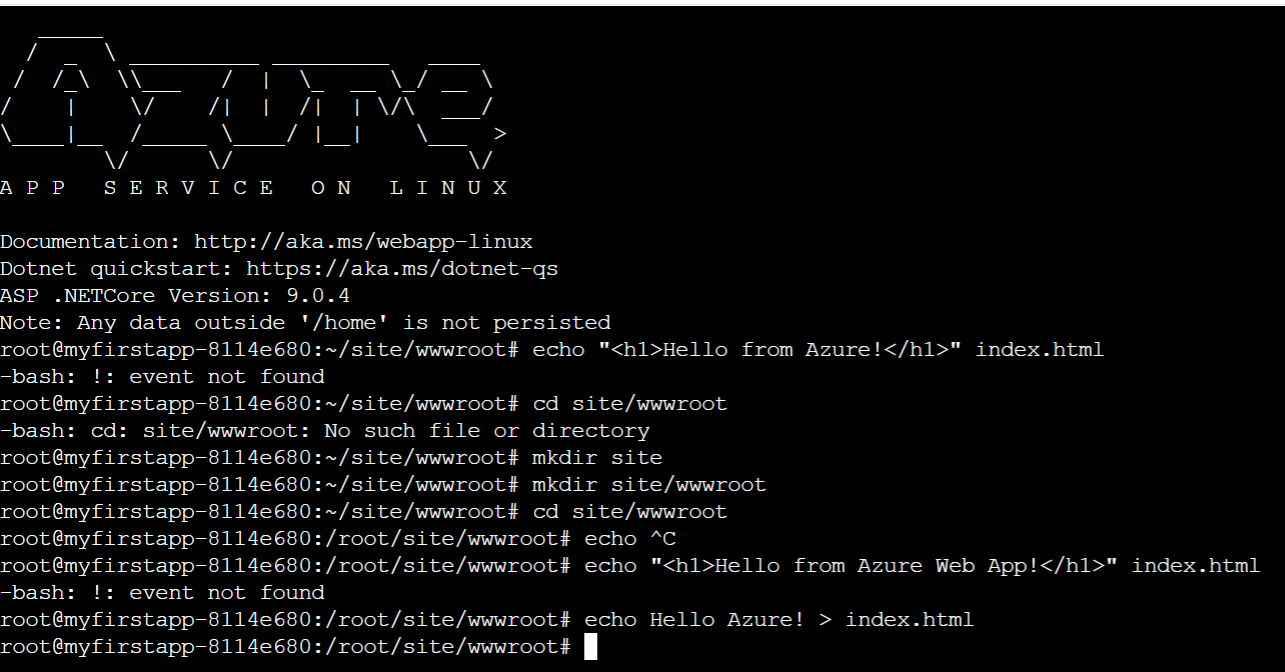 A P P   S E R V I C E   O N   L I N U X
Documentation: http://aka.ms/webapp-linux
Dotnet quickstart: https://aka.ms/dotnet-qs
ASP .NETCore Version: 9.0.4
Note: Any data outside '/home' is not persisted
root@myfirstapp-8114e680:~/site/wwwroot# echo "<h1>Hello from Azure!</h1>" index.html
-bash: !: event not found
root@myfirstapp-8114e680:~/site/wwwroot# cd site/wwwroot
-bash: cd: site/wwwroot: No such file or directory
root@myfirstapp-8114e680:~/site/wwwroot# mkdir site
root@myfirstapp-8114e680:~/site/wwwroot# mkdir site/wwwroot
root@myfirstapp-8114e680:~/site/wwwroot# cd site/wwwroot
root@myfirstapp-8114e680:/root/site/wwwroot# echo ^C
root@myfirstapp-8114e680:/root/site/wwwroot# echo "<h1>Hello from Azure Web App!</h1>" index.html
-bash: !: event not found
root@myfirstapp-8114e680:/root/site/wwwroot# echo Hello Azure! > index.html
root@myfirstapp-8114e680:/root/site/wwwroot#